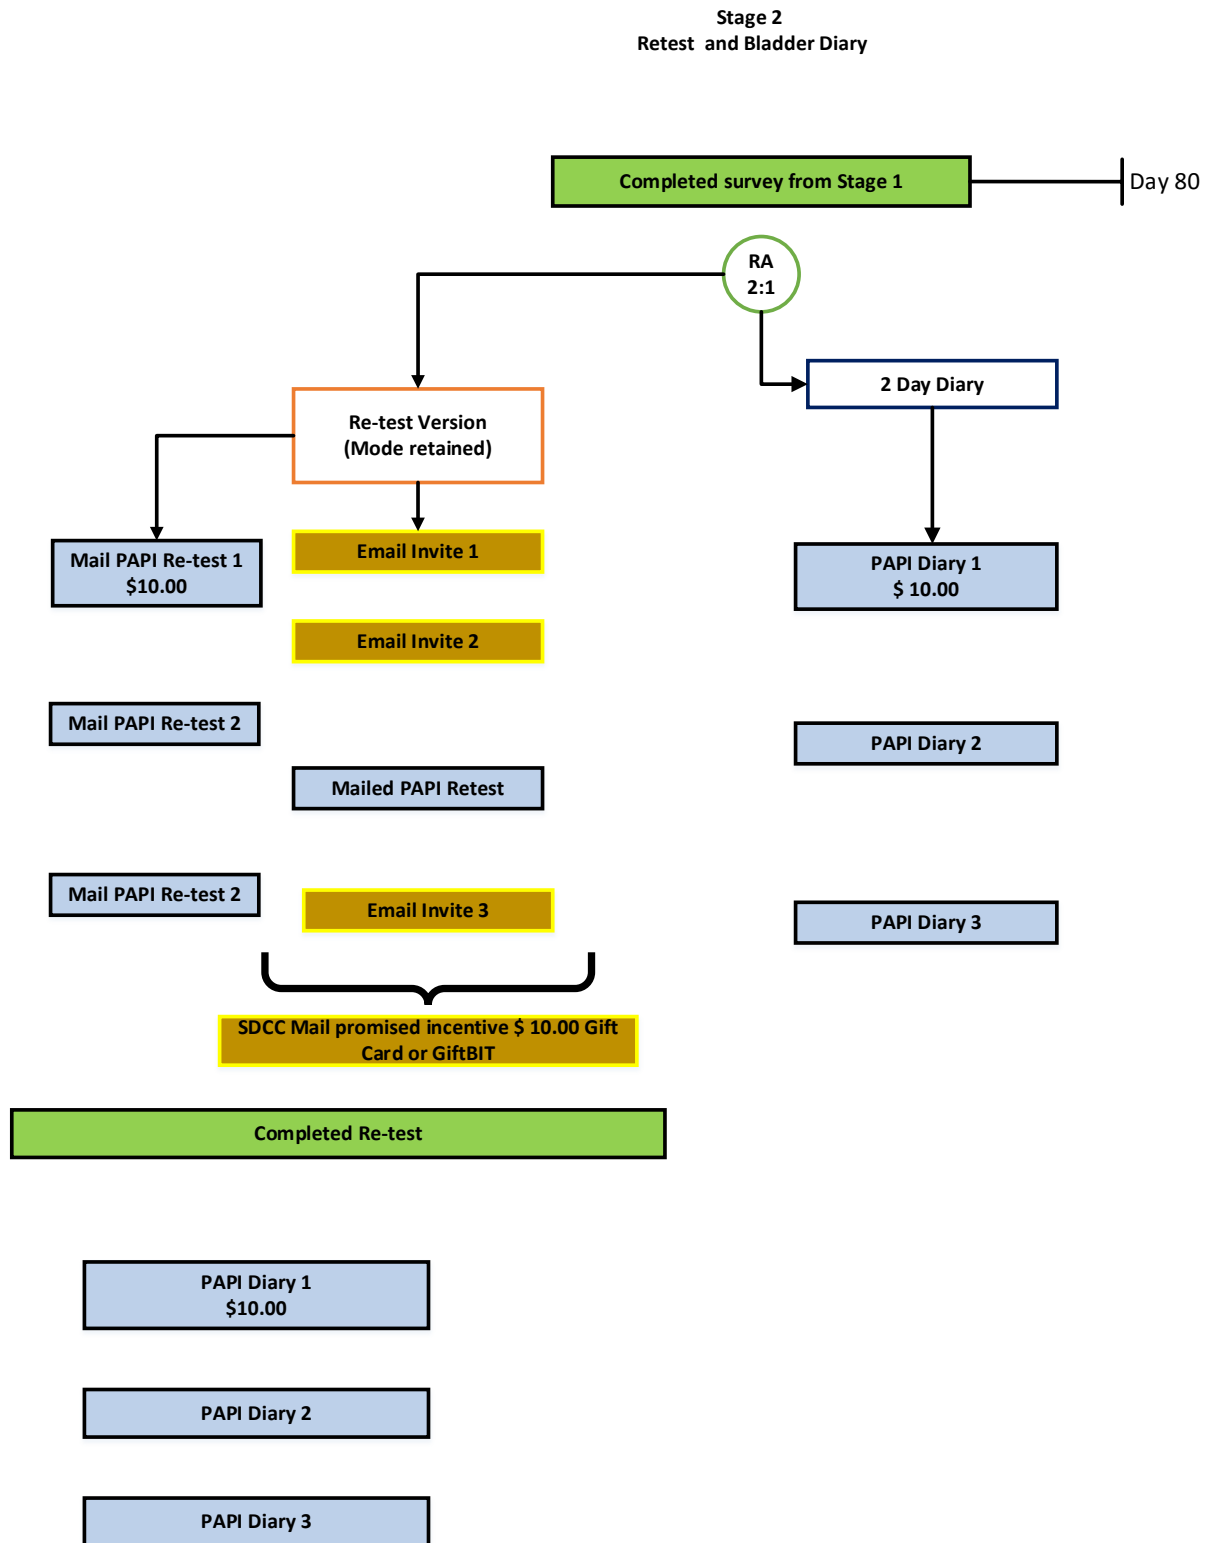 Stage 2
Retest and Bladder Diary
Completed survey from Stage 1
Day 80
RA
2:1
2 Day Diary
Re-test Version
(Mode retained)
Mail PAPI Re-test 1
$10.00
Email Invite 1
PAPI Diary 1
$ 10.00
Email Invite 2
Mail PAPI Re-test 2
PAPI Diary 2
Mailed PAPI Retest
Mail PAPI Re-test 2
Email Invite 3
PAPI Diary 3
SDCC Mail promised incentive $ 10.00 Gift
Card or GiftBIT
Completed Re-test
PAPI Diary 1
$10.00
PAPI Diary 2
PAPI Diary 3